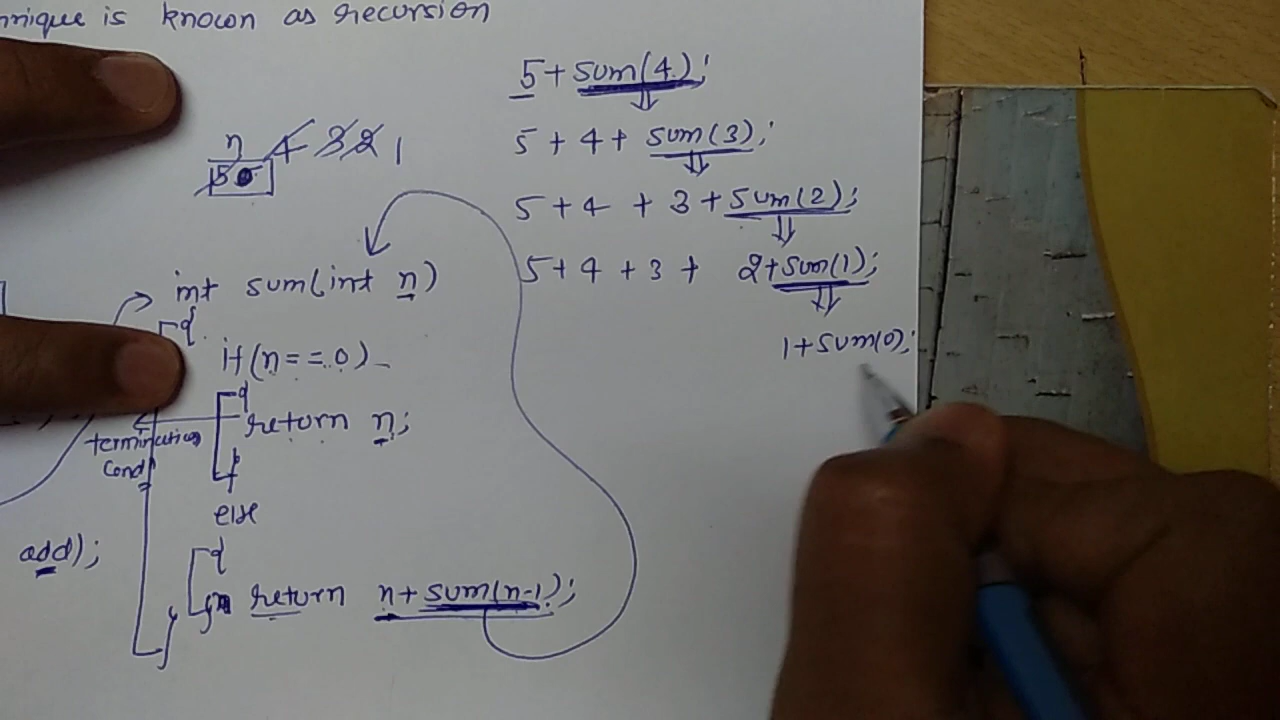 nique is known as recursion
5 + sum(4);
5 + 4 + sum(3);
5 + 4 + 3 + sum(2);
5 + 4 + 3 + 2 + sum(1);
1 + sum(0);
n 4 3 2 1
5
int sum(int n)
{
if(n==0)
{
return n;
}
termination
Cond
else
{
return n + sum(n-1);
}
}
add);